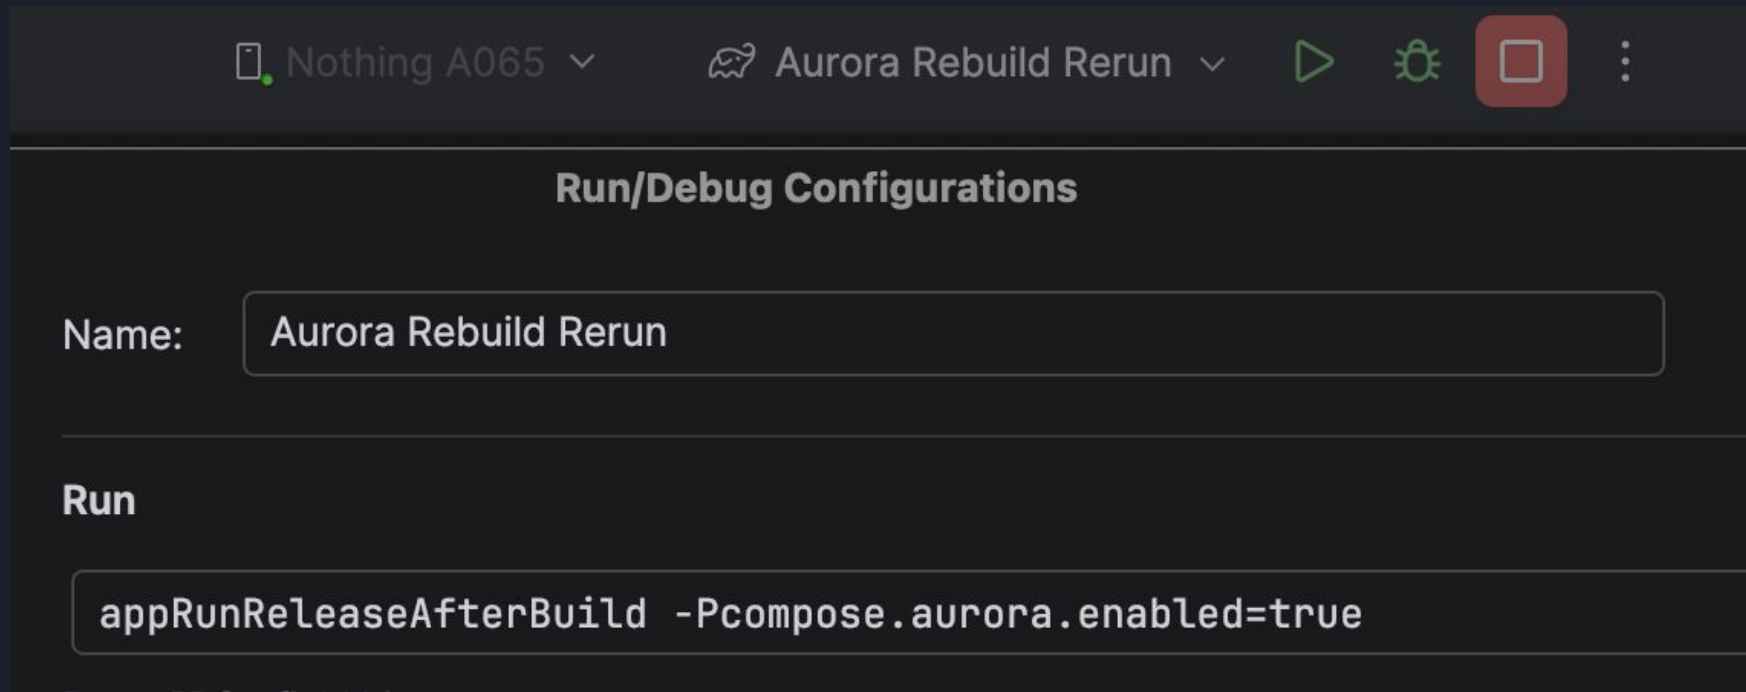 Nothing A065 Aurora Rebuild Rerun
Run/Debug Configurations
Name: Aurora Rebuild Rerun
Run
appRunReleaseAfterBuild -Pcompose.aurora.enabled=true